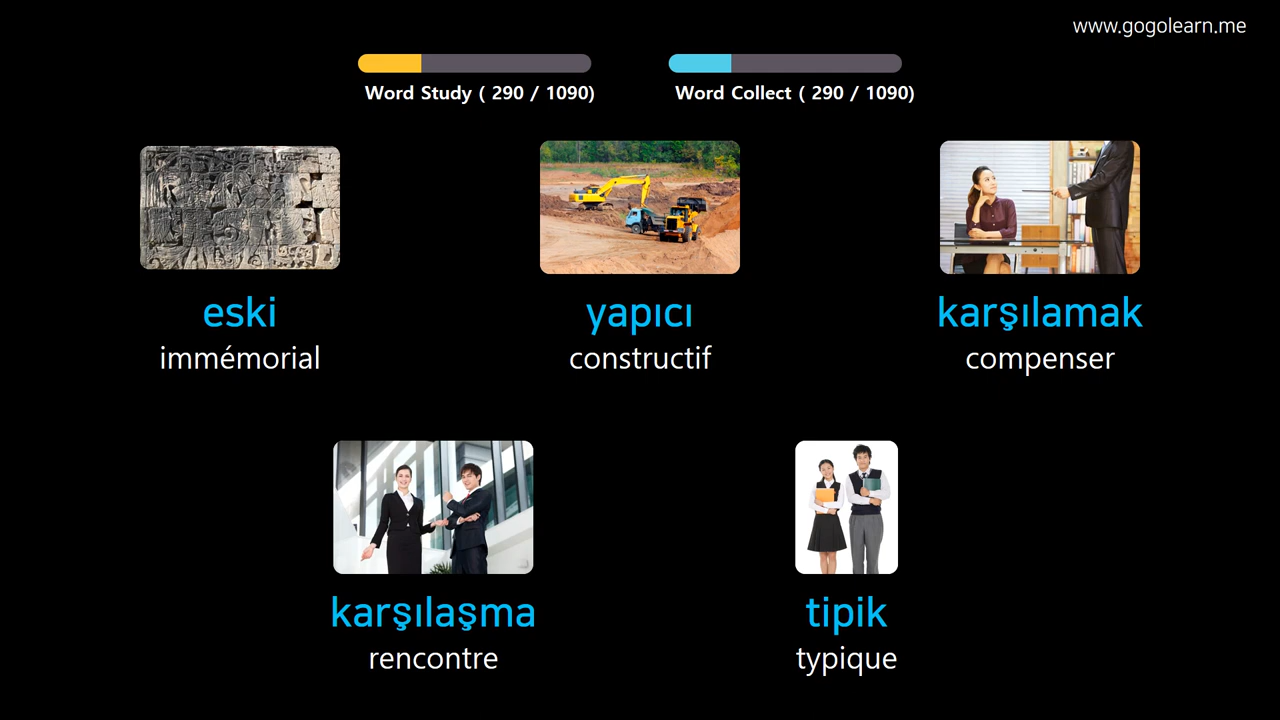 www.gogolearn.me
Word Study ( 290 / 1090)
Word Collect ( 290 / 1090)
eski
immémorial
yapıcı
constructif
karşılamak
compenser
karşılaşma
rencontre
tipik
typique